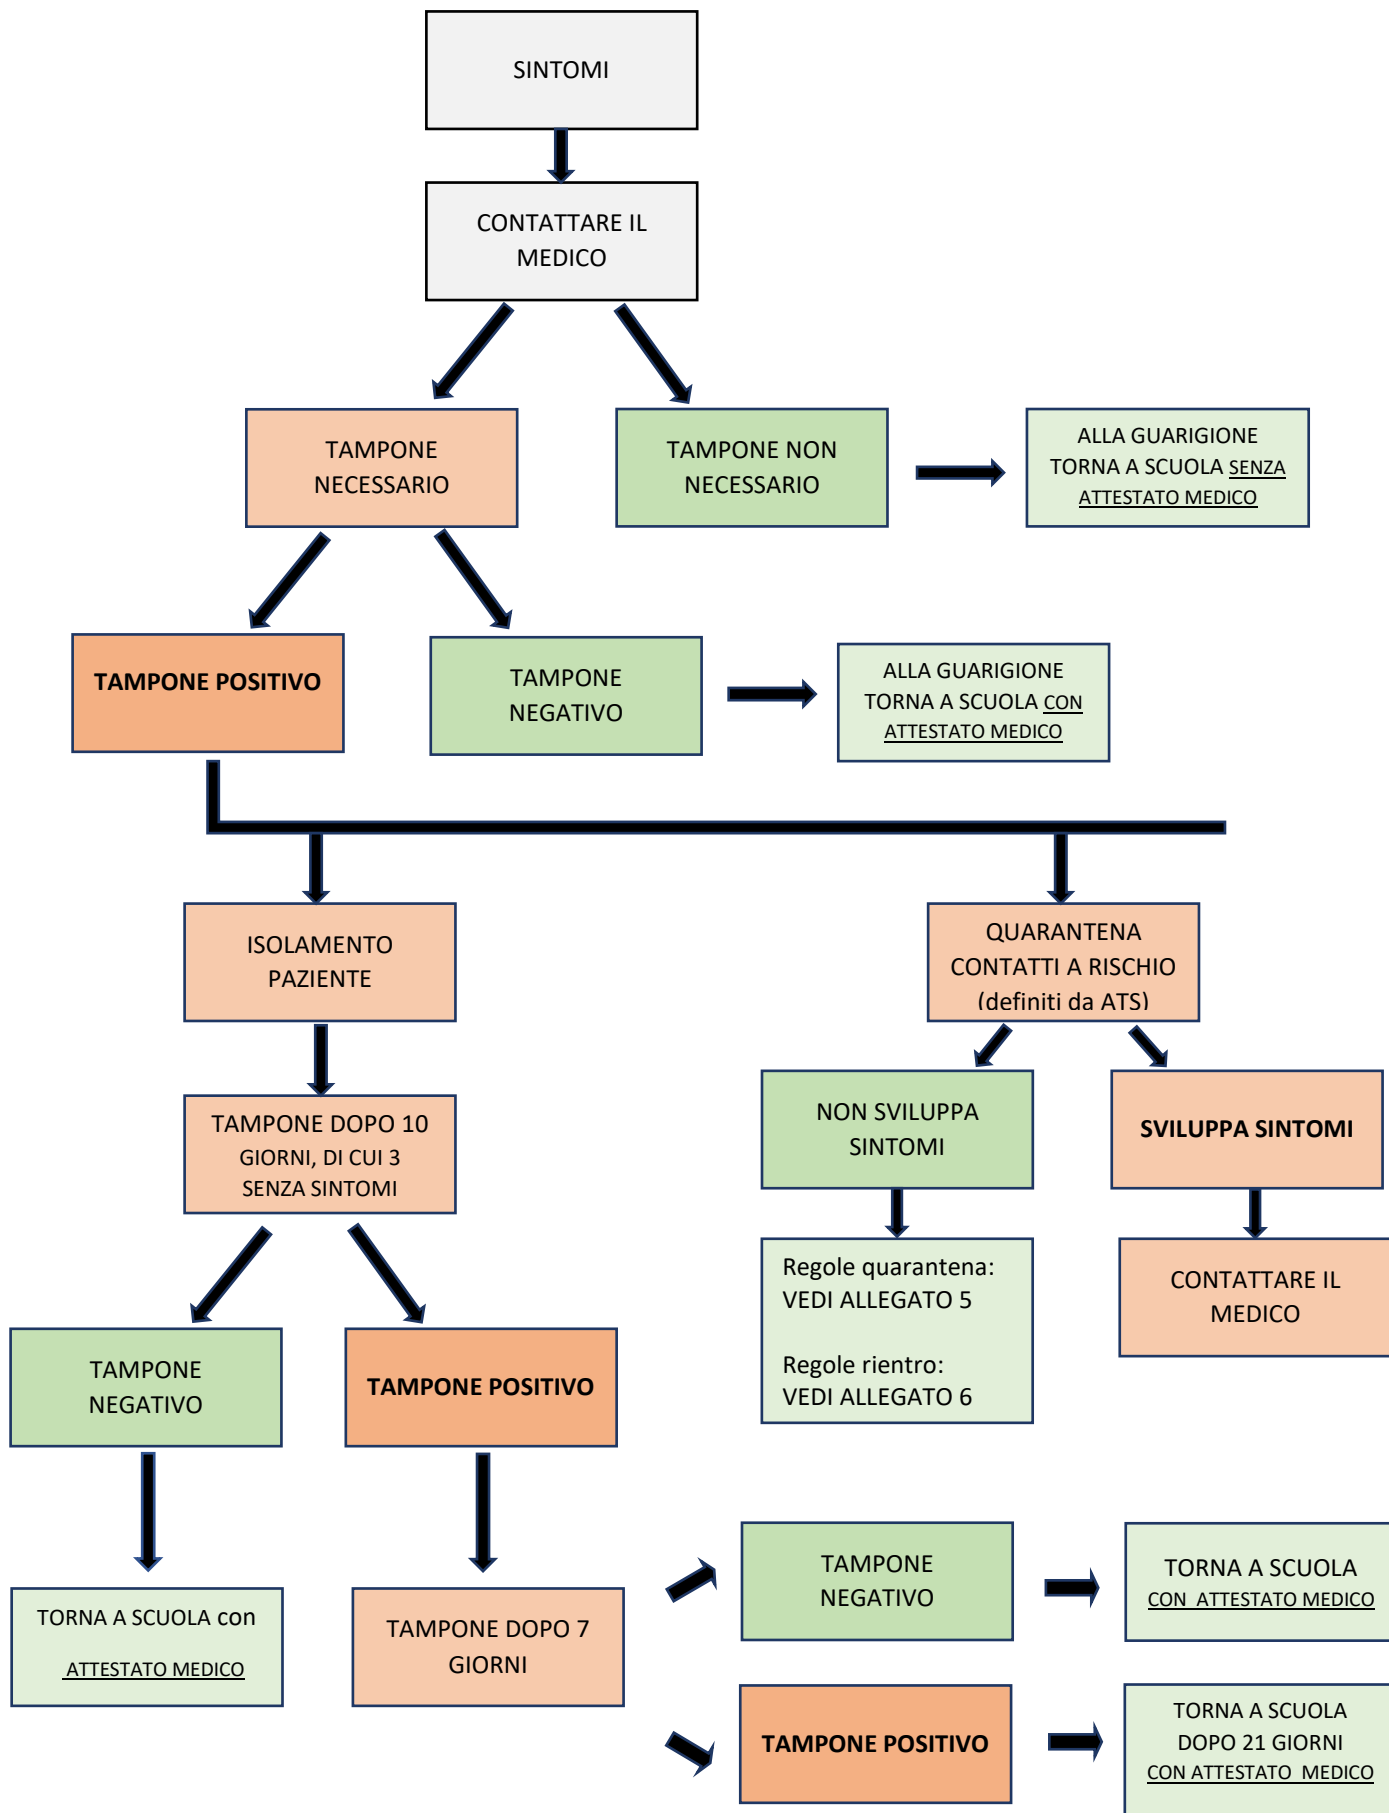 SINTOMI
CONTATTARE IL
MEDICO
TAMPONE
NECESSARIO
TAMPONE NON
NECESSARIO
ALLA GUARIGIONE
TORNA A SCUOLA SENZA
ATTESTATO MEDICO
TAMPONE POSITIVO
TAMPONE
NEGATIVO
ALLA GUARIGIONE
TORNA A SCUOLA CON
ATTESTATO MEDICO
ISOLAMENTO
PAZIENTE
QUARANTENA
CONTATTI A RISCHIO
(definiti da ATS)
TAMPONE DOPO 10
GIORNI, DI CUI 3
SENZA SINTOMI
NON SVILUPPA
SINTOMI
SVILUPPA SINTOMI
Regole quarantena:
VEDI ALLEGATO 5
Regole rientro:
VEDI ALLEGATO 6
CONTATTARE IL
MEDICO
TAMPONE
NEGATIVO
TAMPONE POSITIVO
TORNA A SCUOLA con
ATTESTATO MEDICO
TAMPONE DOPO 7
GIORNI
TAMPONE
NEGATIVO
TORNA A SCUOLA
CON  ATTESTATO MEDICO
TAMPONE POSITIVO
TORNA A SCUOLA
DOPO 21 GIORNI
CON ATTESTATO  MEDICO